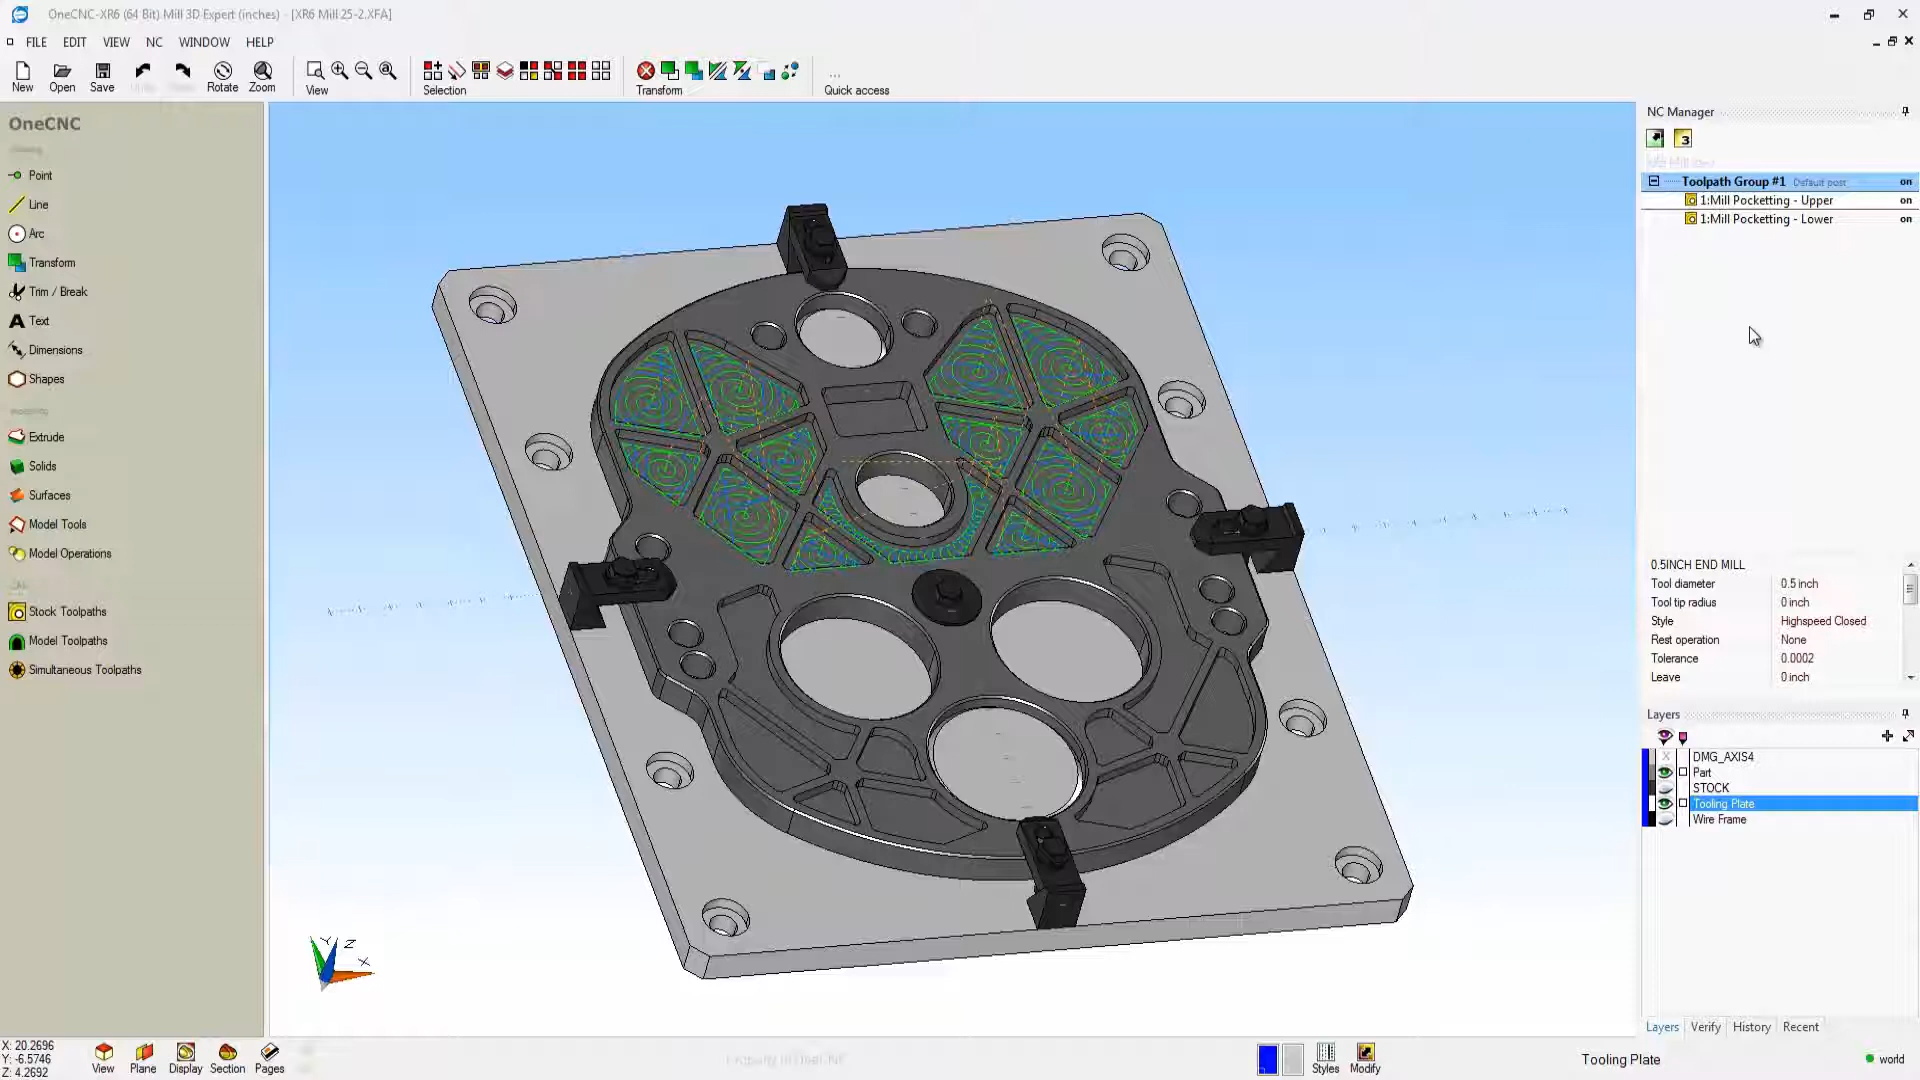 OneCNC-XR6 (64 Bit) Mill 3D Expert (inches) - [XR6 Mill 25-2.XFA]
FILE EDIT VIEW NC WINDOW HELP
New Open Save Rotate Zoom View Selection Transform ... Quick access
OneCNC
Point
Line
Arc
Transform
Trim / Break
A Text
Dimensions
Shapes
Extrude
Solids
Surfaces
Model Tools
Model Operations
Stock Toolpaths
Model Toolpaths
Simultaneous Toolpaths
Y Z
X
NC Manager
3
Toolpath Group #1 Default post on
1:Mill Pocketting - Upper on
1:Mill Pocketting - Lower on
0.5INCH END MILL
Tool diameter 0.5 inch
Tool tip radius 0 inch
Style Highspeed Closed
Rest operation None
Tolerance 0.0002
Leave 0 inch
Layers
DMG_AXIS4
Part
STOCK
Tooling Plate
Wire Frame
Layers Verify History Recent
X: 20.2696
Y: -6.5746
Z: 4.2692
View Plane Display Section Pages
Styles Modify
Tooling Plate
world